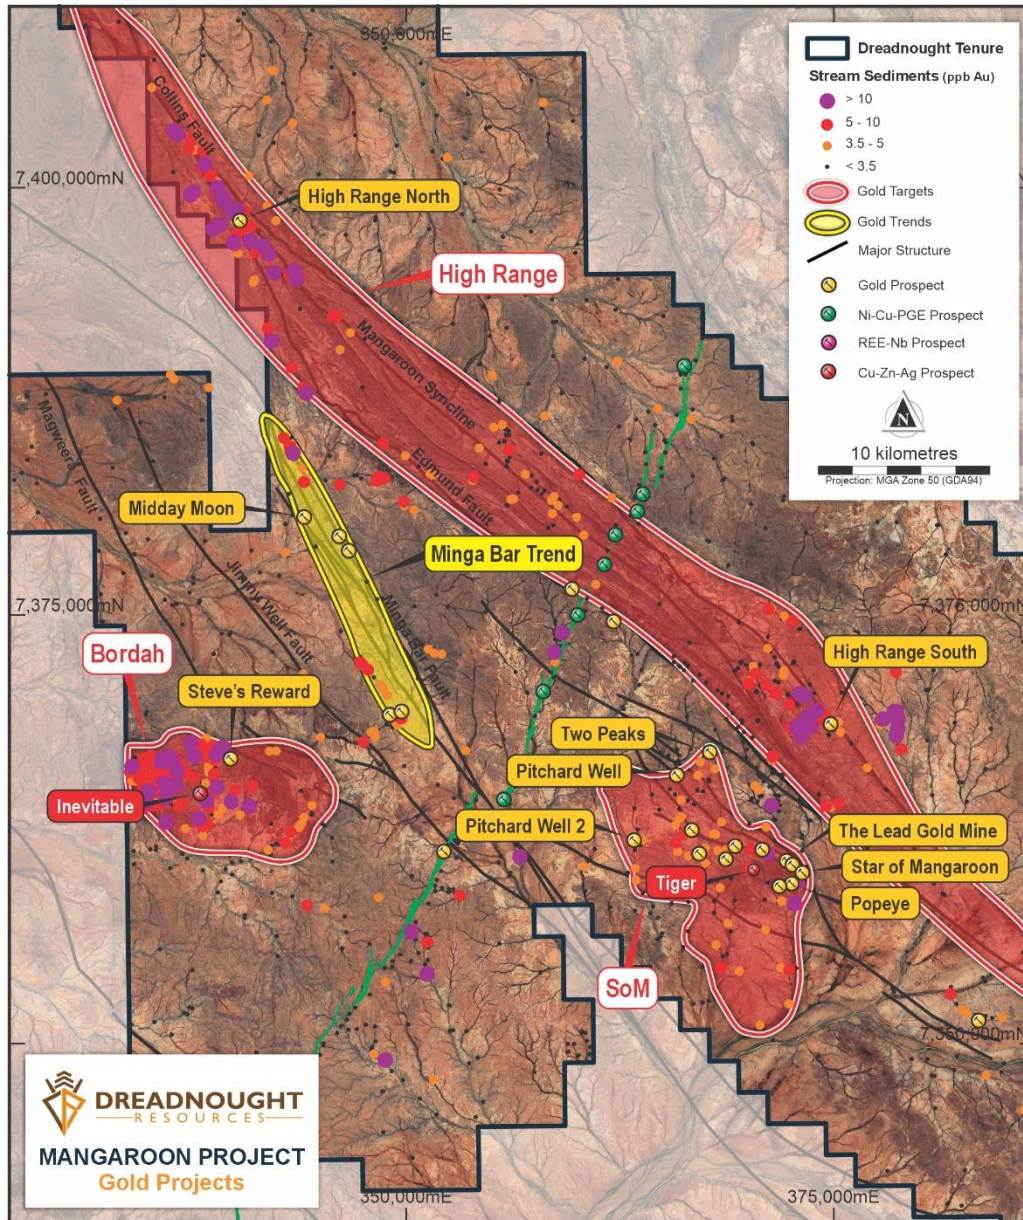 350,000mE
Dreadnought Tenure
Stream Sediments (ppb Au)
> 10
5 - 10
3.5 - 5
< 3.5
Gold Targets
Gold Trends
Major Structure
Gold Prospect
Ni-Cu-PGE Prospect
REE-Nb Prospect
Cu-Zn-Ag Prospect
N
10 kilometres
Projection: MGA Zone 50 (GDA94)
Collins Fault
7,400,000mN
High Range North
High Range
Mangaroon Syncline
Edmund Fault
Magweera Fault
Midday Moon
Minga Bar Trend
Jimmy Well Fault
Minga Bar Fault
7,375,000mN
7,375,000mN
Bordah
High Range South
Steve's Reward
Two Peaks
Pitchard Well
Inevitable
Pitchard Well 2
The Lead Gold Mine
Star of Mangaroon
Tiger
Popeye
SoM
7,350,000mN
DREADNOUGHT
RESOURCES
MANGAROON PROJECT
Gold Projects
350,000mE
375,000mE